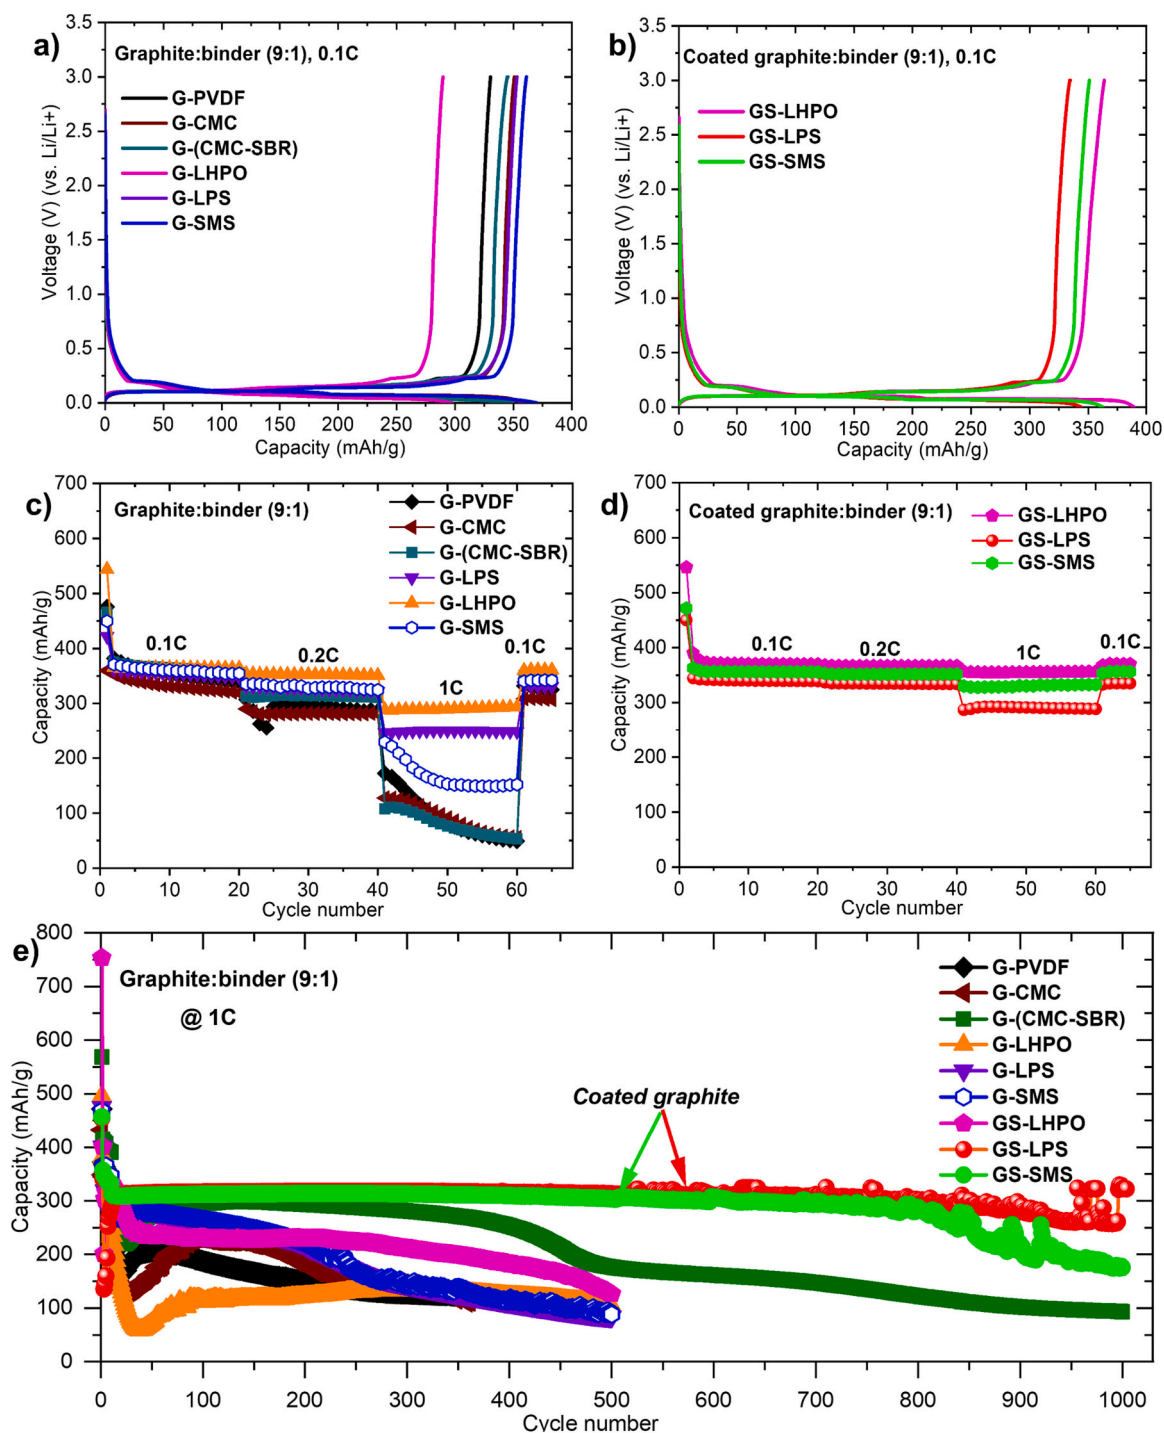 a)
Graphite:binder (9:1), 0.1C
G-PVDF
G-CMC
G-(CMC-SBR)
G-LHPO
G-LPS
G-SMS
Voltage (V) (vs. Li/Li+)
3.5
3.0
2.5
2.0
1.5
1.0
0.5
0.0
0 50 100 150 200 250 300 350 400
Capacity (mAh/g)
b)
Coated graphite:binder (9:1), 0.1C
GS-LHPO
GS-LPS
GS-SMS
Voltage (V) (vs. Li/Li+)
3.5
3.0
2.5
2.0
1.5
1.0
0.5
0.0
0 50 100 150 200 250 300 350 400
Capacity (mAh/g)
c)
Graphite:binder (9:1)
G-PVDF
G-CMC
G-(CMC-SBR)
G-LPS
G-LHPO
G-SMS
0.1C
0.2C
1C
0.1C
Capacity (mAh/g)
700
600
500
400
300
200
100
0
0 10 20 30 40 50 60
Cycle number
d)
Coated graphite:binder (9:1)
GS-LHPO
GS-LPS
GS-SMS
0.1C
0.2C
1C
0.1C
Capacity (mAh/g)
700
600
500
400
300
200
100
0
0 10 20 30 40 50 60
Cycle number
e)
Graphite:binder (9:1)
@ 1C
Coated graphite
G-PVDF
G-CMC
G-(CMC-SBR)
G-LHPO
G-LPS
G-SMS
GS-LHPO
GS-LPS
GS-SMS
Capacity (mAh/g)
800
700
600
500
400
300
200
100
0
0 100 200 300 400 500 600 700 800 900 1000
Cycle number